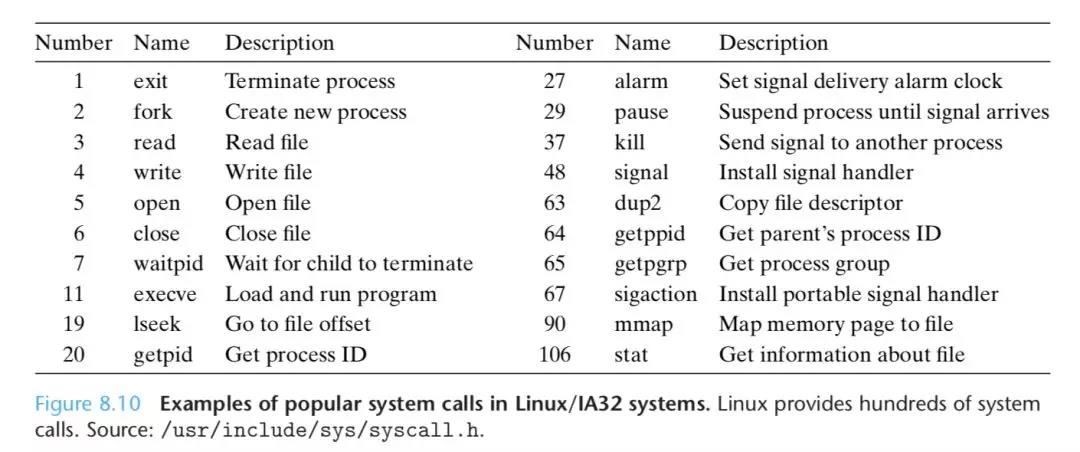 Number Name Description Number Name Description
1 exit Terminate process 27 alarm Set signal delivery alarm clock
2 fork Create new process 29 pause Suspend process until signal arrives
3 read Read file 37 kill Send signal to another process
4 write Write file 48 signal Install signal handler
5 open Open file 63 dup2 Copy file descriptor
6 close Close file 64 getppid Get parent's process ID
7 waitpid Wait for child to terminate 65 getpgrp Get process group
11 execve Load and run program 67 sigaction Install portable signal handler
19 lseek Go to file offset 90 mmap Map memory page to file
20 getpid Get process ID 106 stat Get information about file
Figure 8.10 Examples of popular system calls in Linux/IA32 systems. Linux provides hundreds of system
calls. Source: /usr/include/sys/syscall.h.